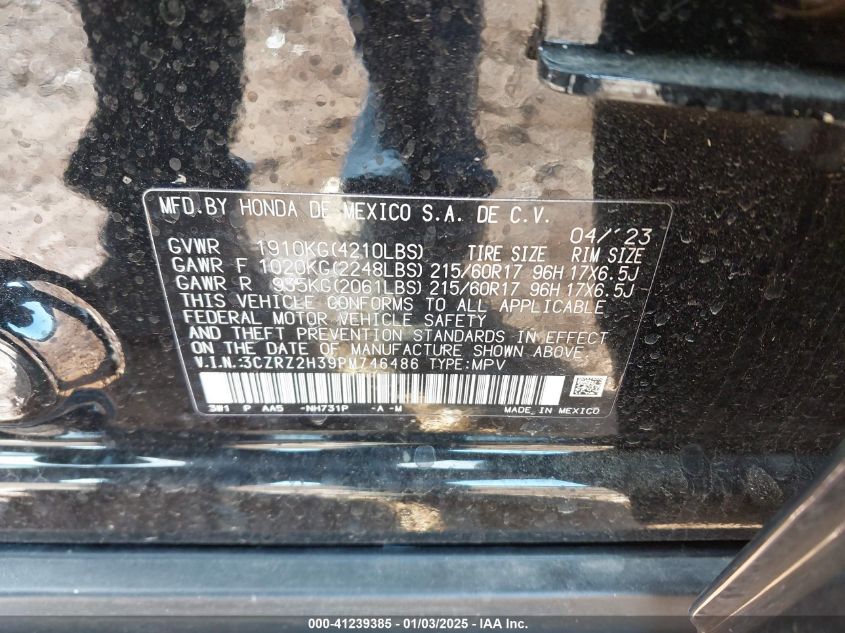 MFD. BY HONDA DE MEXICO S.A. DE C.V.
04/'23
GVWR 1910KG(4210LBS) TIRE SIZE RIM SIZE
GAWR F 1020KG(2248LBS) 215/60R17 96H 17X6.5J
GAWR R 935KG(2061LBS) 215/60R17 96H 17X6.5J
THIS VEHICLE CONFORMS TO ALL APPLICABLE
FEDERAL MOTOR VEHICLE SAFETY
AND THEFT PREVENTION STANDARDS IN EFFECT
ON THE DATE OF MANUFACTURE SHOWN ABOVE.
V.I.N.:3CZRZ2H39PM746486 TYPE:MPV
3W1 P AA5 -NH731P -A -M MADE IN MEXICO
000-41239385 - 01/03/2025 - IAA Inc.